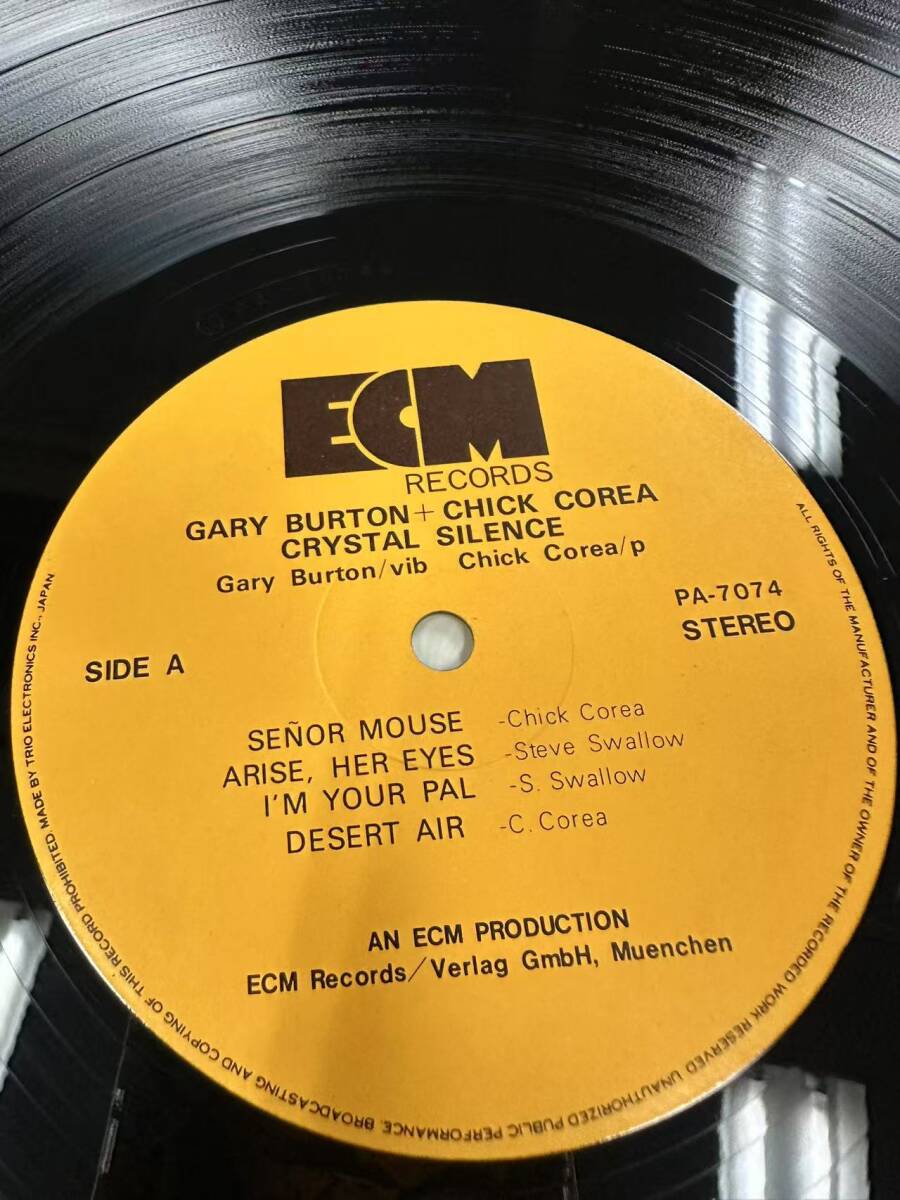 ECM
RECORDS
GARY BURTON + CHICK COREA
CRYSTAL SILENCE
Gary Burton/vib Chick Corea/p
PA-7074
STEREO
SIDE A
SEÑOR MOUSE -Chick Corea
ARISE, HER EYES -Steve Swallow
I'M YOUR PAL -S. Swallow
DESERT AIR -C. Corea
AN ECM PRODUCTION
ECM Records/Verlag GmbH, Muenchen
ALL RIGHTS OF THE MANUFACTURER AND OF THE OWNER OF THE RECORDED WORK RESERVED UNAUTHORIZED PUBLIC PERFORMANCE, BROADCASTING AND COPYING OF THIS RECORD PROHIBITED. MADE BY TRIO ELECTRONICS INC., JAPAN